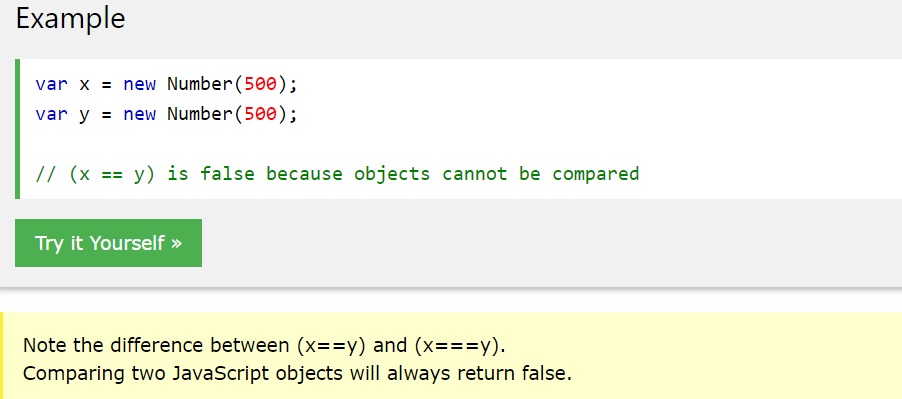 Example
var x = new Number(500);
var y = new Number(500);
// (x == y) is false because objects cannot be compared
Try it Yourself »
Note the difference between (x==y) and (x===y).
Comparing two JavaScript objects will always return false.